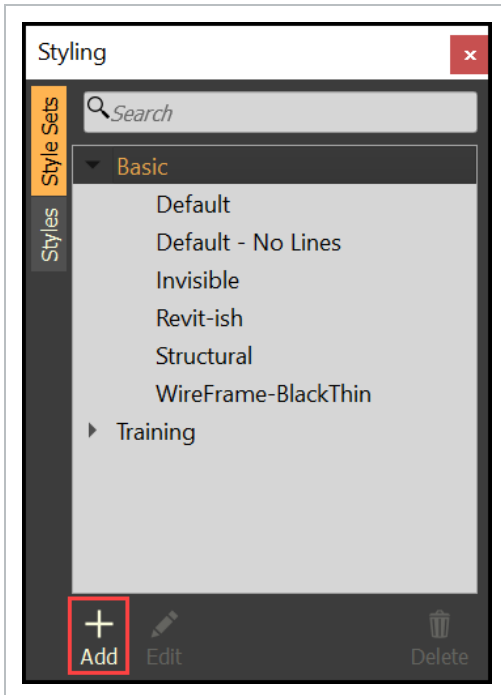 Styling
x
Style Sets
Styles
Search
Basic
Default
Default - No Lines
Invisible
Revit-ish
Structural
WireFrame-BlackThin
Training
Add
Edit
Delete